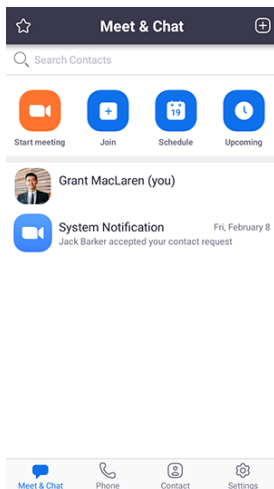 Meet & Chat
Search Contacts
19
Start meeting Join Schedule Upcoming
Grant MacLaren (you)
System Notification Fri, February 8
Jack Barker accepted your contact request
Meet & Chat Phone Contact Settings